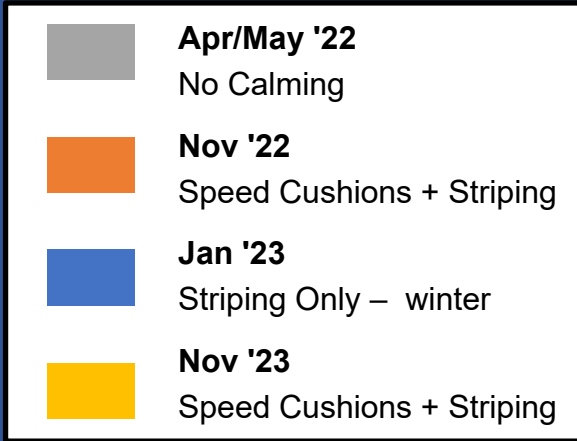 Apr/May '22
No Calming
Nov '22
Speed Cushions + Striping
Jan '23
Striping Only –  winter
Nov '23
Speed Cushions + Striping